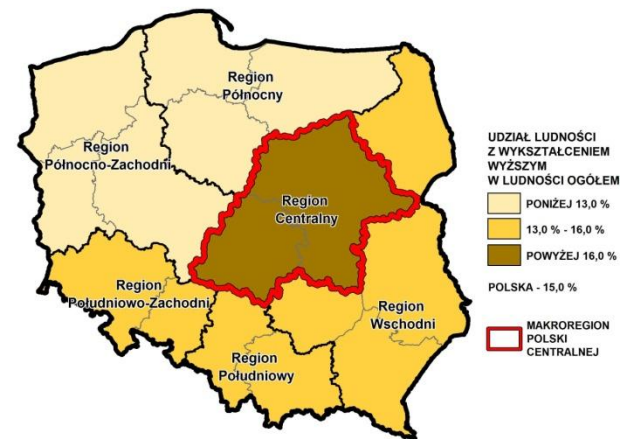 Region
Północny
Region
Północno-Zachodni
Region
Centralny
Region
Południowo-Zachodni
Region
Wschodni
Region
Południowy
UDZIAŁ LUDNOŚCI
Z WYKSZTAŁCENIEM
WYŻSZYM
W LUDNOŚCI OGÓŁEM
PONIŻEJ 13,0 %
13,0 % - 16,0 %
POWYŻEJ 16,0 %
POLSKA - 15,0 %
MAKROREGION
POLSKI
CENTRALNEJ